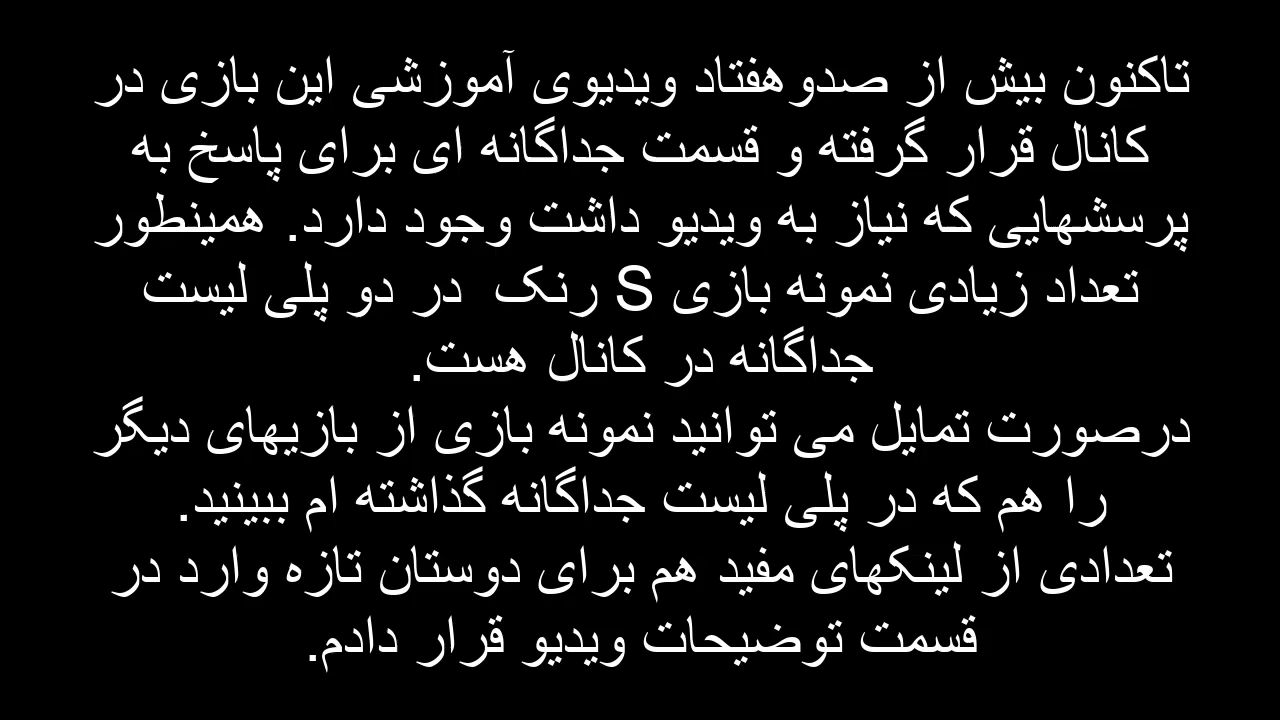 تاکنون بیش از صدوهفتاد ویدیوی آموزشی این بازی در
کانال قرار گرفته و قسمت جداگانه ای برای پاسخ به
پرسشهایی که نیاز به ویدیو داشت وجود دارد. همینطور
تعداد زیادی نمونه بازی S رنک در دو پلی لیست
جداگانه در کانال هست.
درصورت تمایل می توانید نمونه بازی از بازیهای دیگر
را هم که در پلی لیست جداگانه گذاشته ام ببینید.
تعدادی از لینکهای مفید هم برای دوستان تازه وارد در
قسمت توضیحات ویدیو قرار دادم.